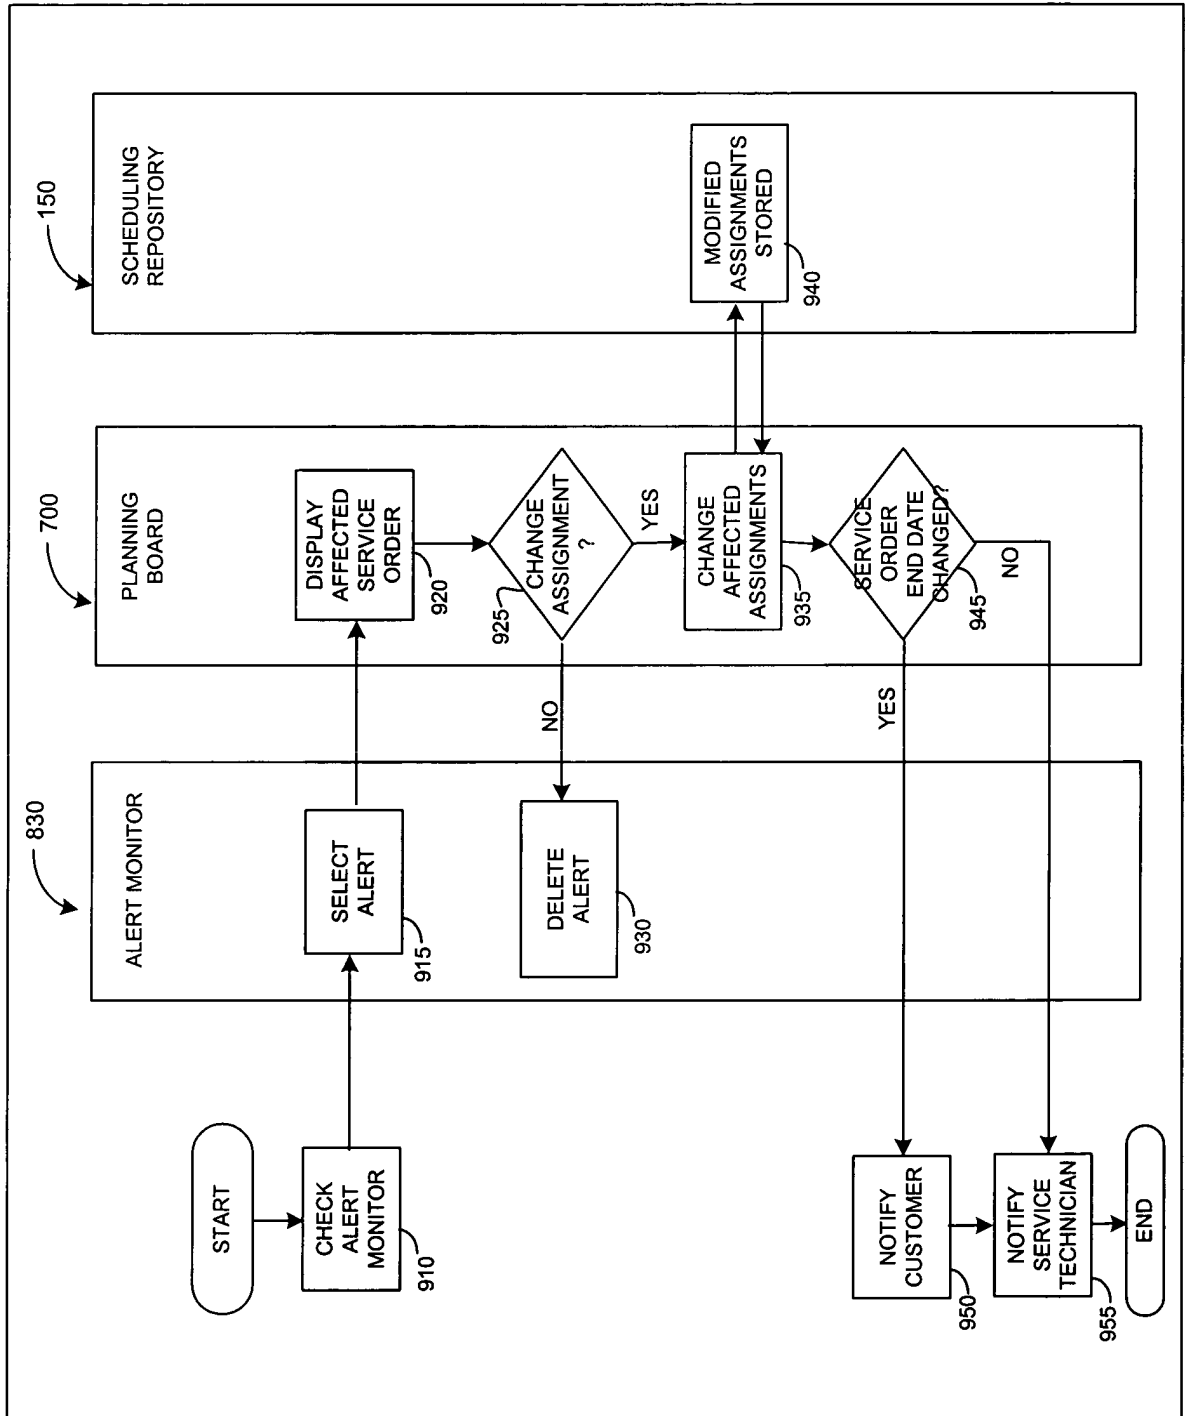 START
CHECK
ALERT
MONITOR
910
830
ALERT MONITOR
SELECT
ALERT
915
700
PLANNING
BOARD
DISPLAY
AFFECTED
SERVICE
ORDER
920
925
CHANGE
ASSIGNMENT
?
NO
DELETE
ALERT
930
YES
CHANGE
AFFECTED
ASSIGNMENTS
935
150
SCHEDULING
REPOSITORY
MODIFIED
ASSIGNMENTS
STORED
940
SERVICE
ORDER
END DATE
CHANGED?
945
YES
NO
NOTIFY
CUSTOMER
950
NOTIFY
SERVICE
TECHNICIAN
955
END